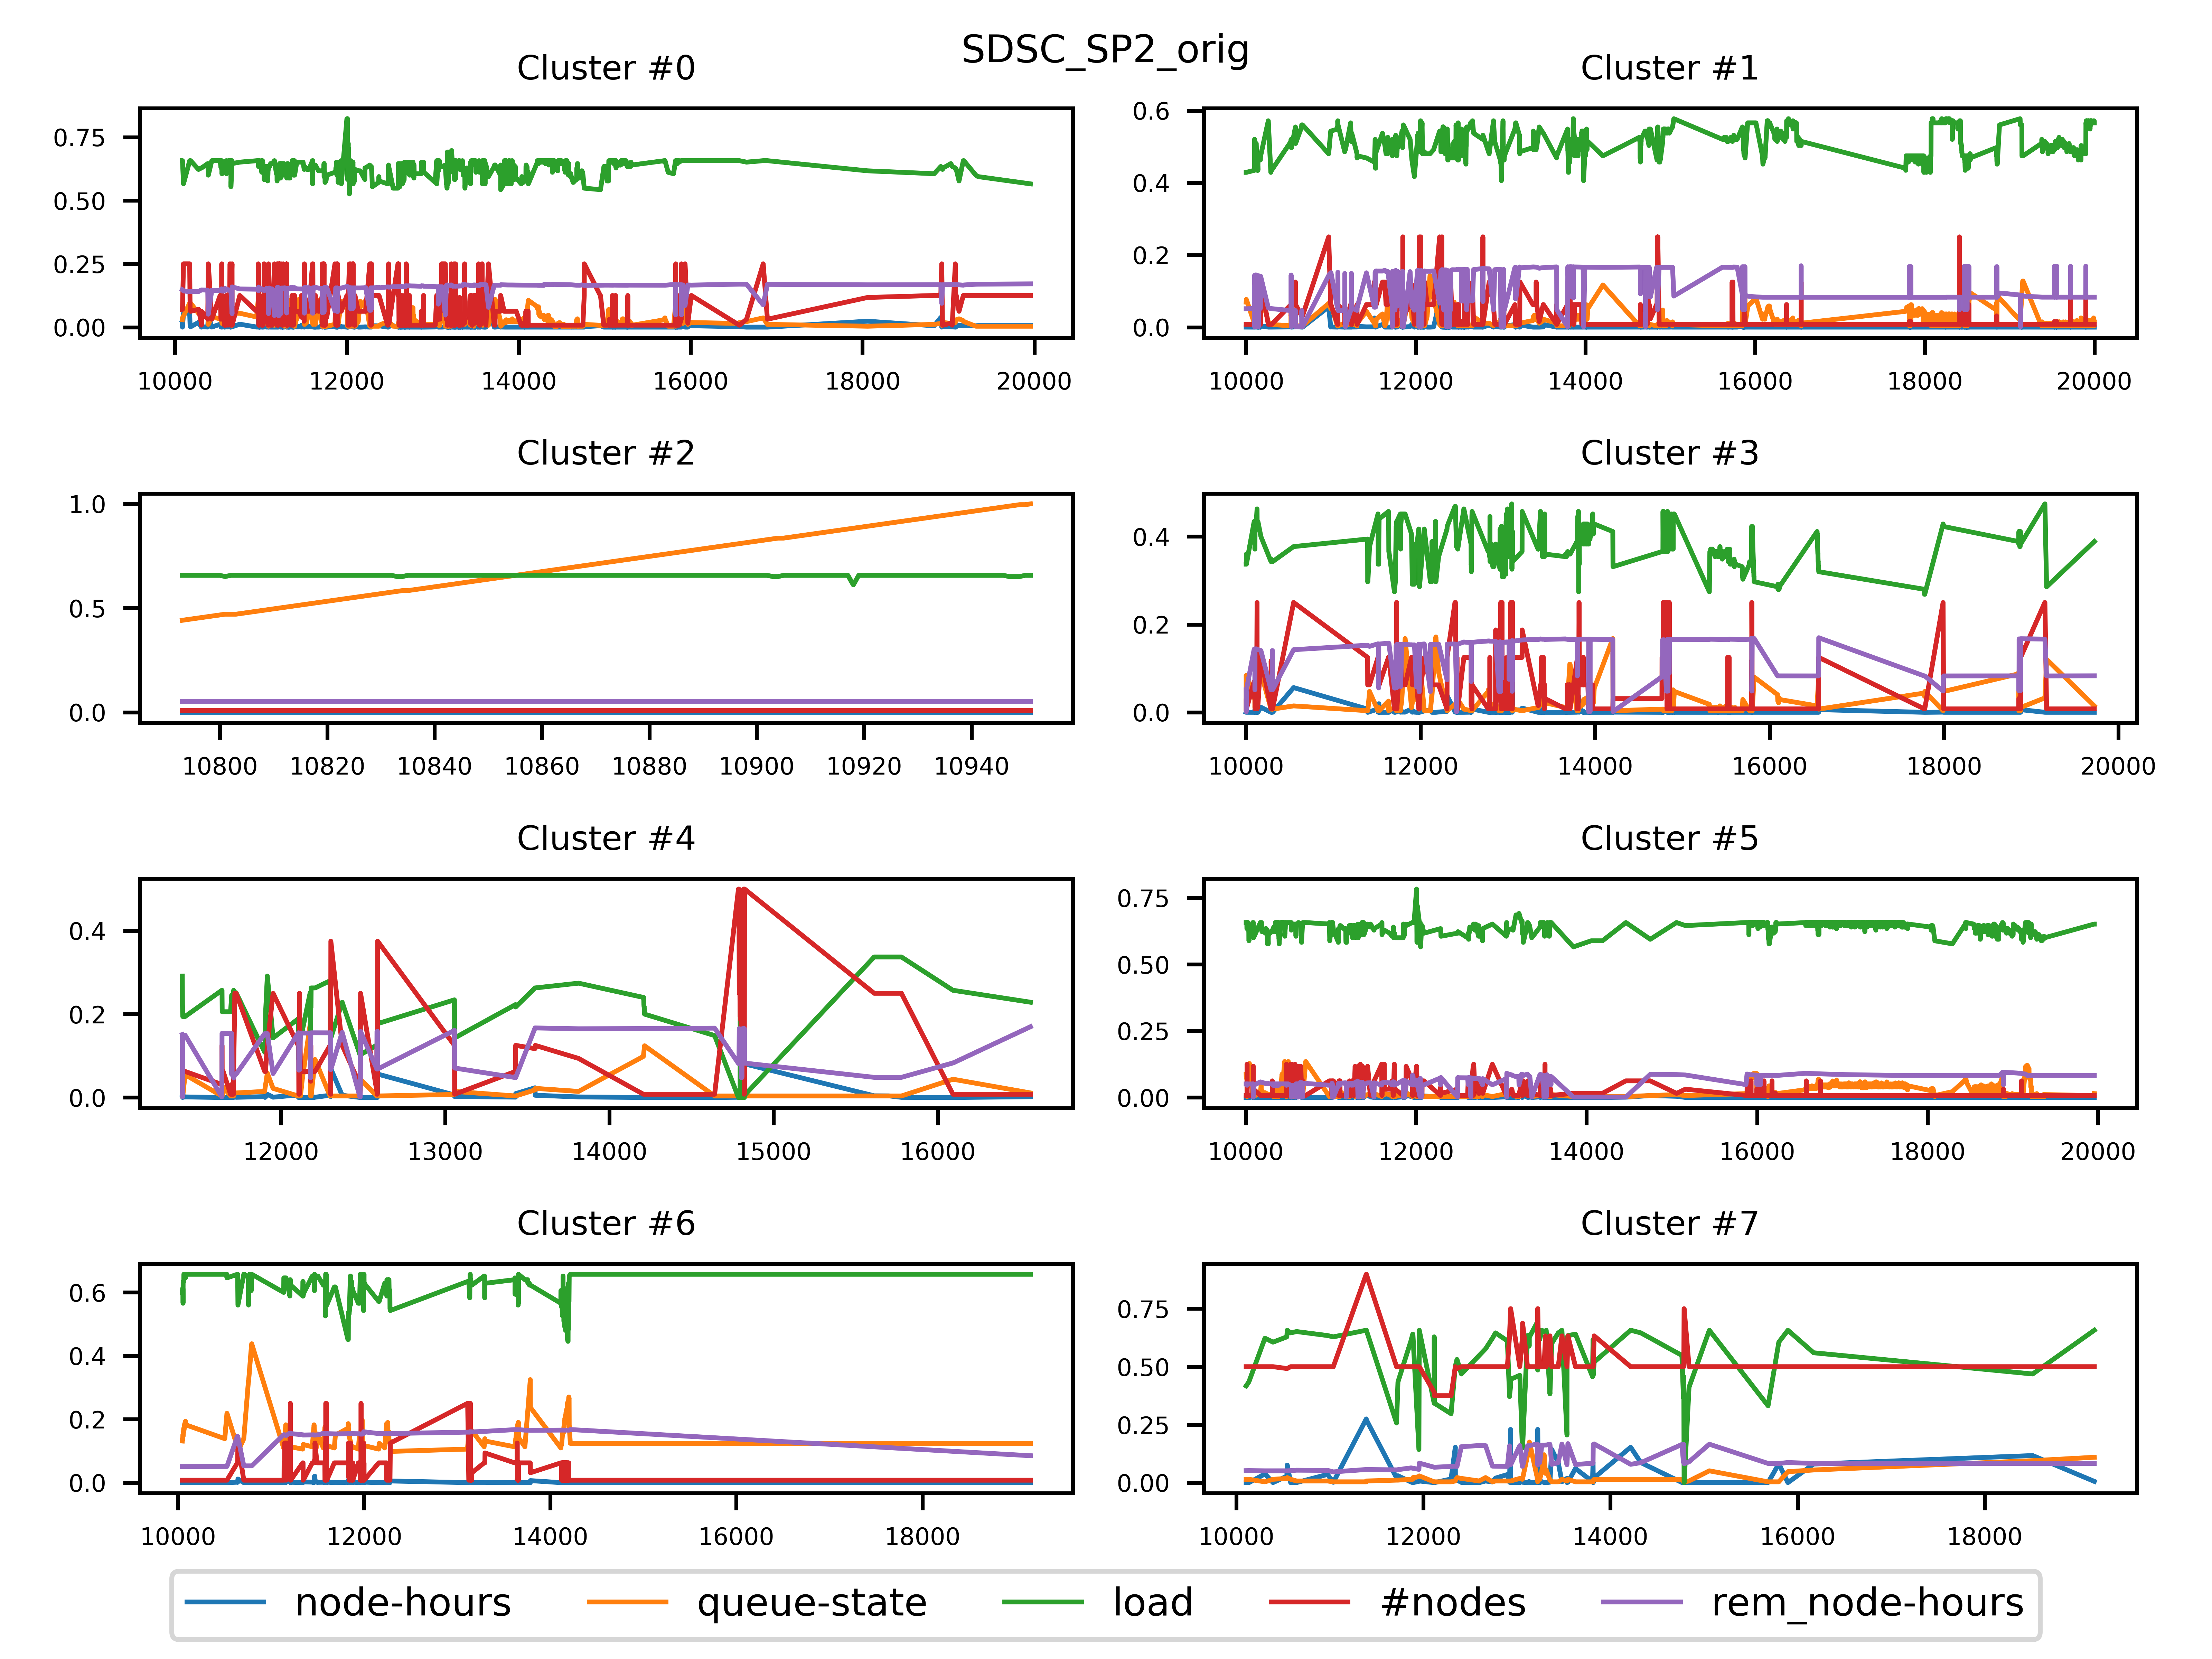 SDSC_SP2_orig
Cluster #0
0.75
0.50
0.25
0.00
10000 12000 14000 16000 18000 20000
Cluster #1
0.6
0.4
0.2
0.0
10000 12000 14000 16000 18000 20000
Cluster #2
1.0
0.5
0.0
10800 10820 10840 10860 10880 10900 10920 10940
Cluster #3
0.4
0.2
0.0
10000 12000 14000 16000 18000 20000
Cluster #4
0.4
0.2
0.0
12000 13000 14000 15000 16000
Cluster #5
0.75
0.50
0.25
0.00
10000 12000 14000 16000 18000 20000
Cluster #6
0.6
0.4
0.2
0.0
10000 12000 14000 16000 18000
Cluster #7
0.75
0.50
0.25
0.00
10000 12000 14000 16000 18000
node-hours queue-state load #nodes rem_node-hours